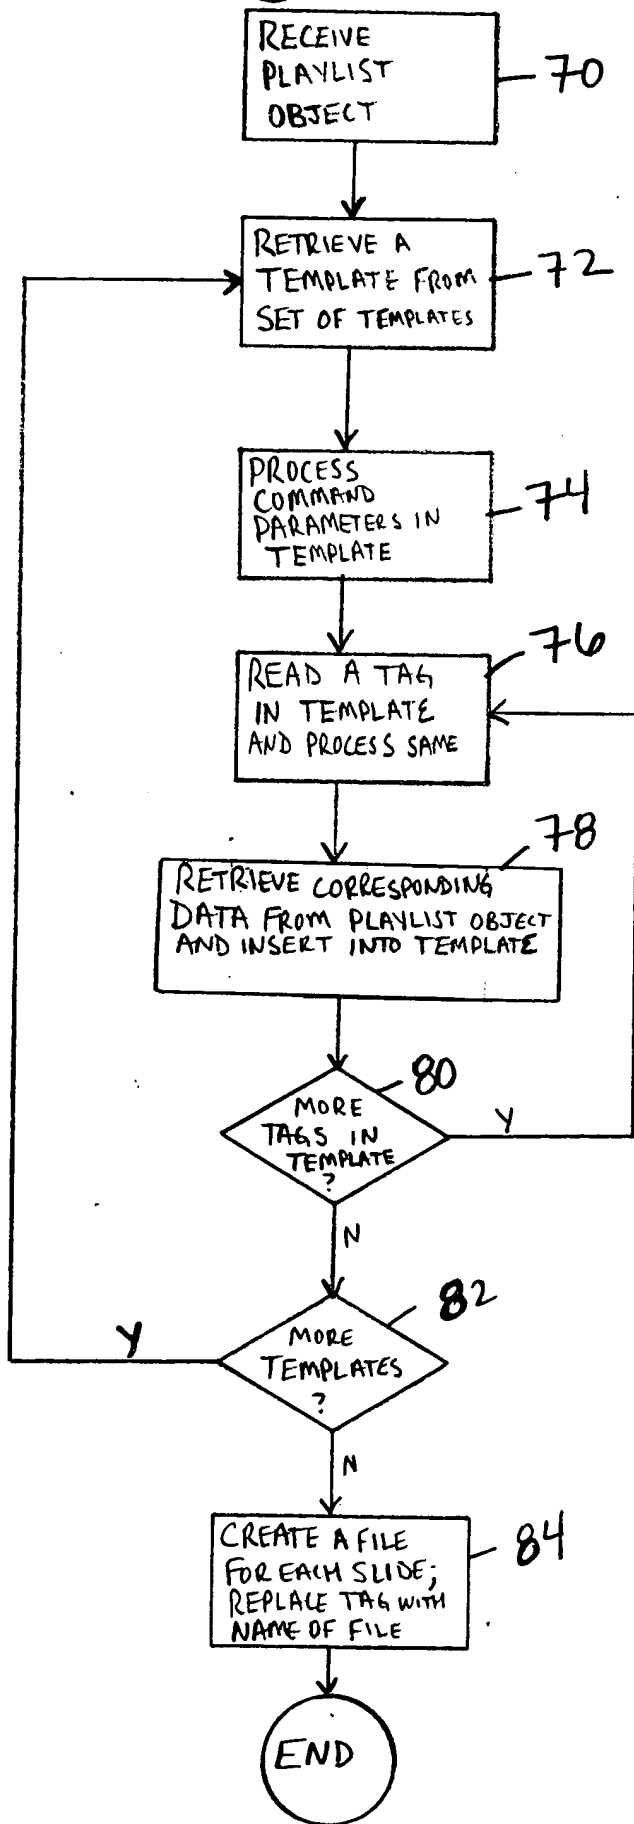 RECEIVE
PLAYLIST
OBJECT
70
RETRIEVE A
TEMPLATE FROM
SET OF TEMPLATES
72
PROCESS
COMMAND
PARAMETERS IN
TEMPLATE
74
READ A TAG
IN TEMPLATE
AND PROCESS SAME
76
RETRIEVE CORRESPONDING
DATA FROM PLAYLIST OBJECT
AND INSERT INTO TEMPLATE
78
MORE
TAGS IN
TEMPLATE
?
80
Y
N
MORE
TEMPLATES
?
82
Y
N
CREATE A FILE
FOR EACH SLIDE;
REPLACE TAG WITH
NAME OF FILE
84
END